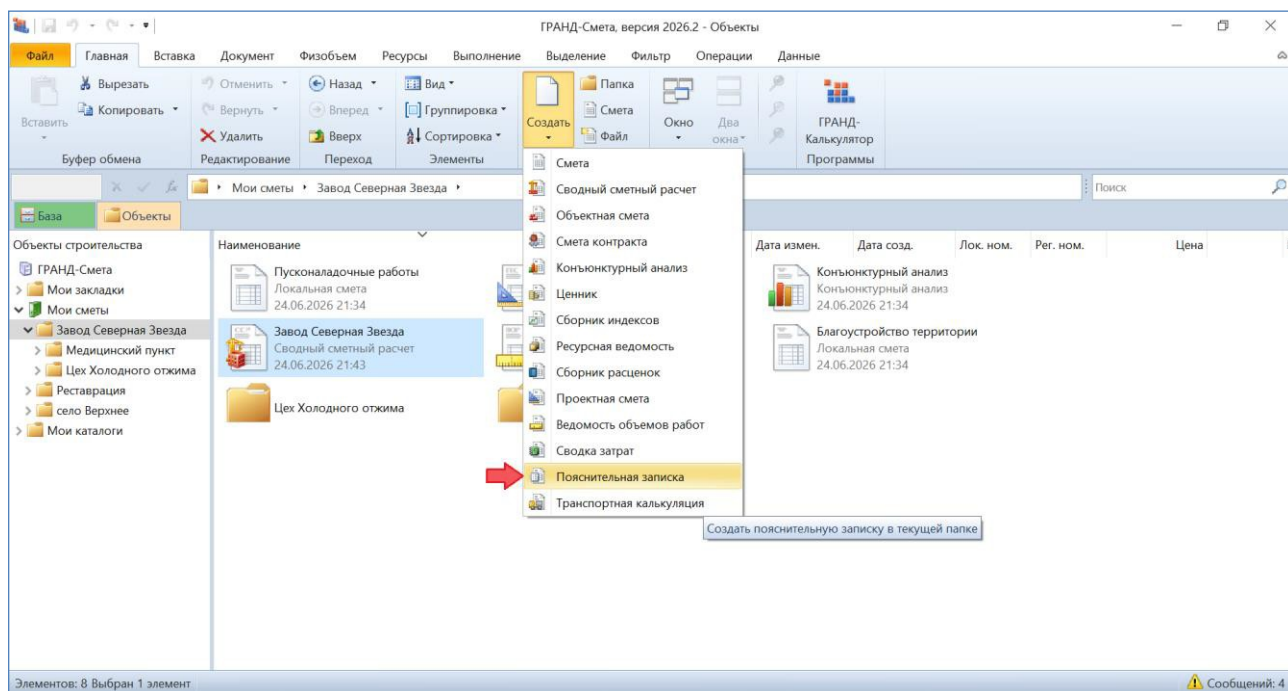 ГРАНД-Смета, версия 2026.2 - Объекты
Файл Главная Вставка Документ Физобъем Ресурсы Выполнение Выделение Фильтр Операции Данные
Вставить
Вырезать
Копировать
Буфер обмена
Отменить
Вернуть
Удалить
Редактирование
Назад
Вперед
Вверх
Переход
Вид
Группировка
Сортировка
Элементы
Создать
Папка
Смета
Файл
Окно
Два окна
ГРАНД-Калькулятор
Программы
Мои сметы Завод Северная Звезда
Поиск
База Объекты
Объекты строительства
ГРАНД-Смета
Мои закладки
Мои сметы
Завод Северная Звезда
Медицинский пункт
Цех Холодного отжима
Реставрация
село Верхнее
Мои каталоги
Наименование Дата измен. Дата созд. Лок. ном. Рег. ном. Цена
Пусконаладочные работы
Локальная смета
24.06.2026 21:34
Завод Северная Звезда
Сводный сметный расчет
24.06.2026 21:43
Цех Холодного отжима
Смета
Сводный сметный расчет
Объектная смета
Смета контракта
Конъюнктурный анализ
Ценник
Сборник индексов
Ресурсная ведомость
Сборник расценок
Проектная смета
Ведомость объемов работ
Сводка затрат
Пояснительная записка
Транспортная калькуляция
Создать пояснительную записку в текущей папке
Конъюнктурный анализ
Конъюнктурный анализ
24.06.2026 21:34
Благоустройство территории
Локальная смета
24.06.2026 21:34
Элементов: 8 Выбран 1 элемент
Сообщений: 4